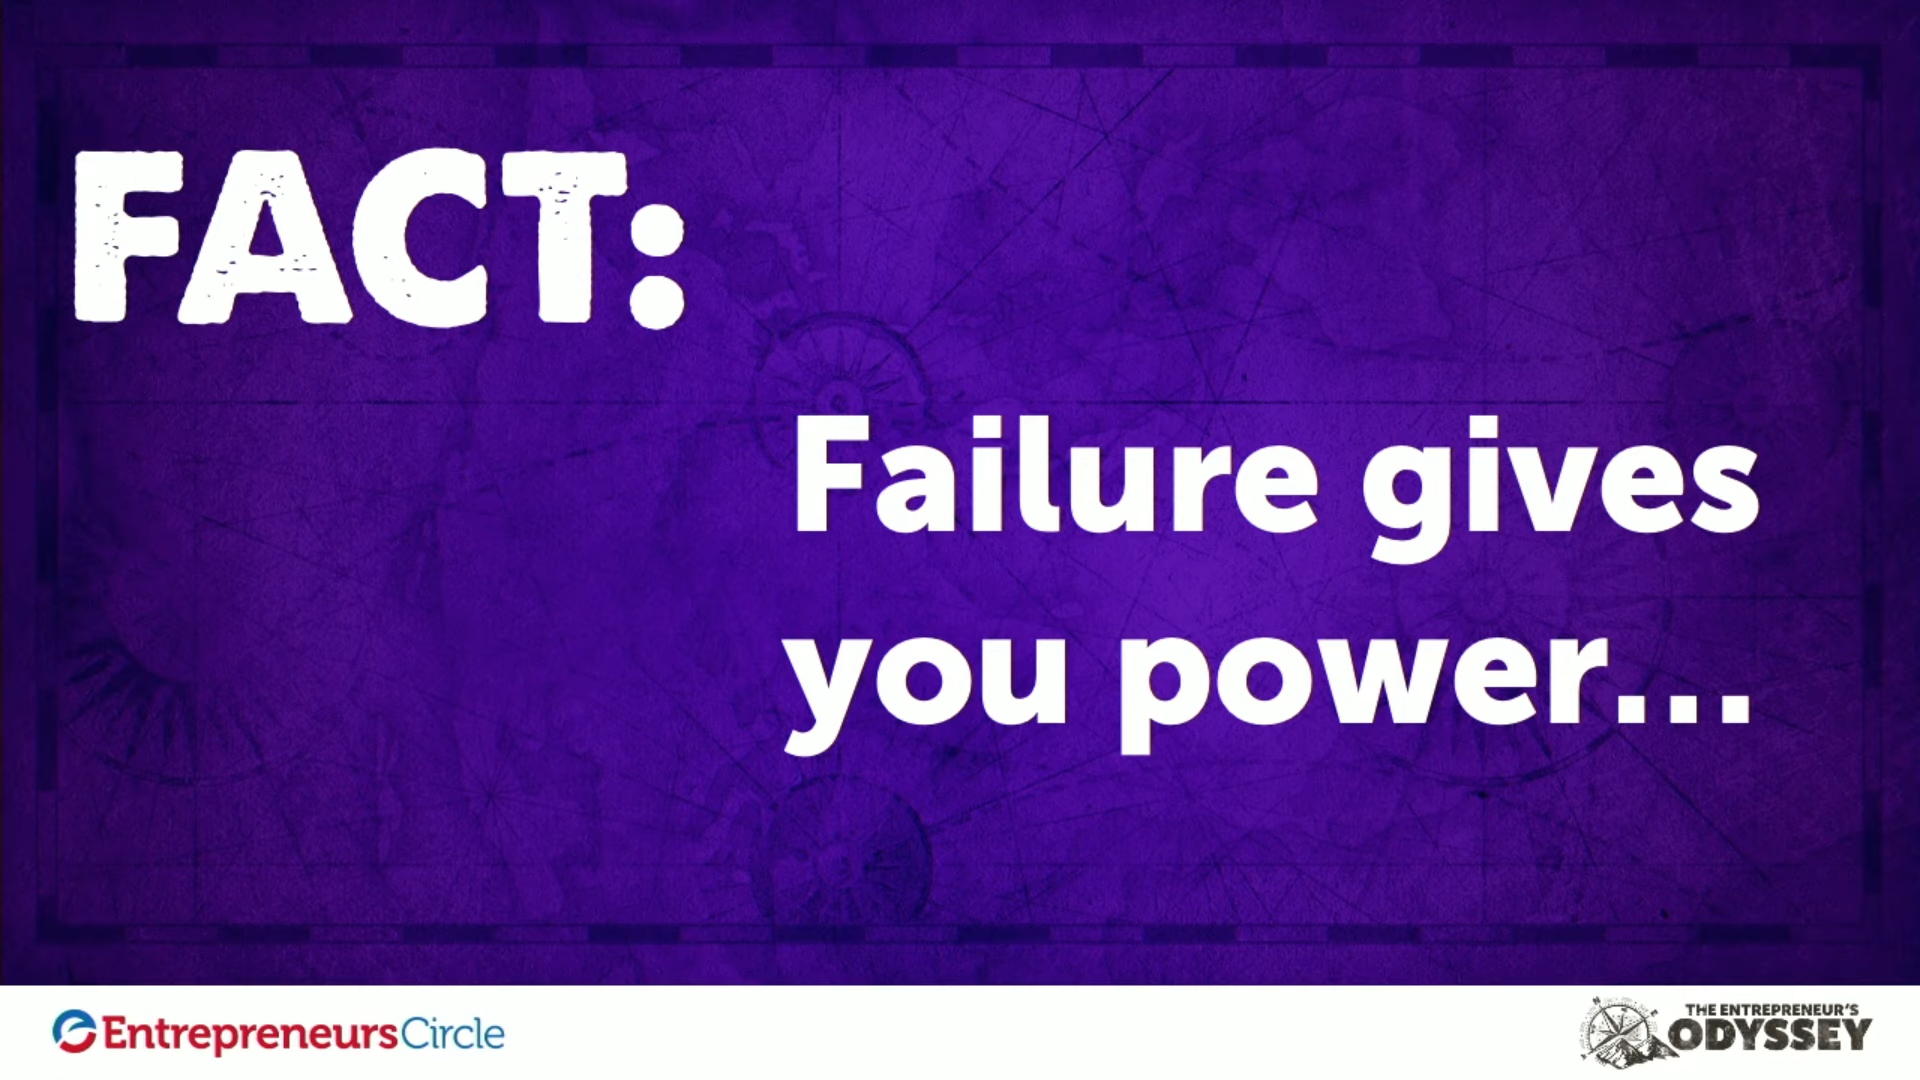 FACT:
Failure gives
you power...
EntrepreneursCircle
THE ENTREPRENEUR'S
ODYSSEY